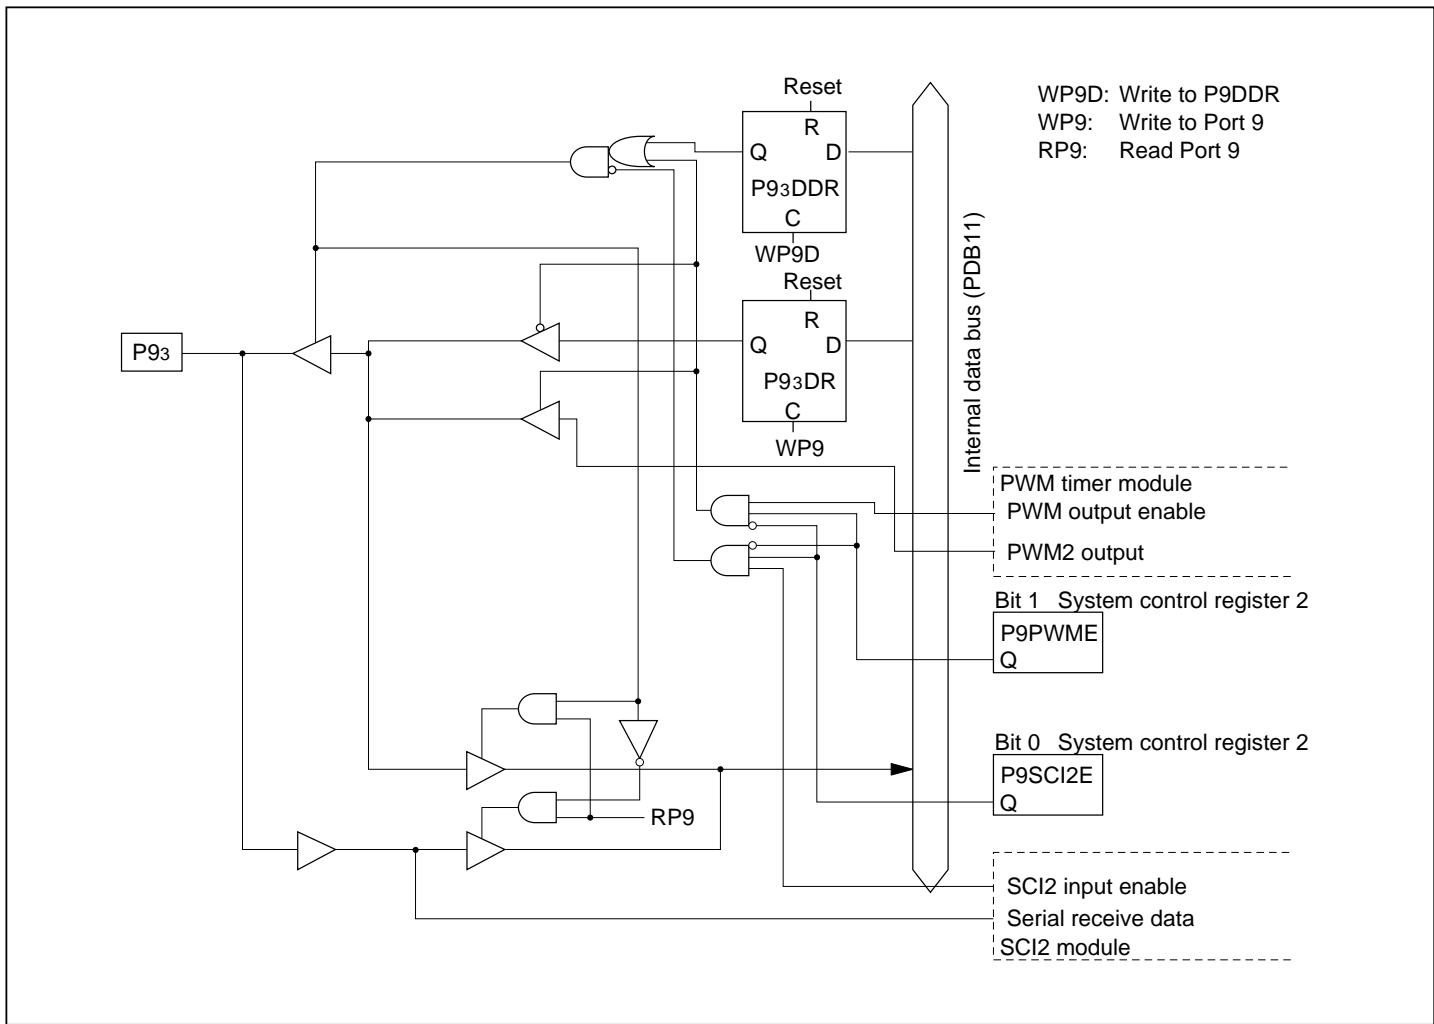 Reset
R
Q D
P93DDR
C
WP9D
WP9D: Write to P9DDR
WP9: Write to Port 9
RP9: Read Port 9
Reset
R
Q D
P93DR
C
WP9
P93
Internal data bus (PDB11)
PWM timer module
PWM output enable
PWM2 output
Bit 1 System control register 2
P9PWME
Q
Bit 0 System control register 2
P9SCI2E
Q
RP9
SCI2 input enable
Serial receive data
SCI2 module